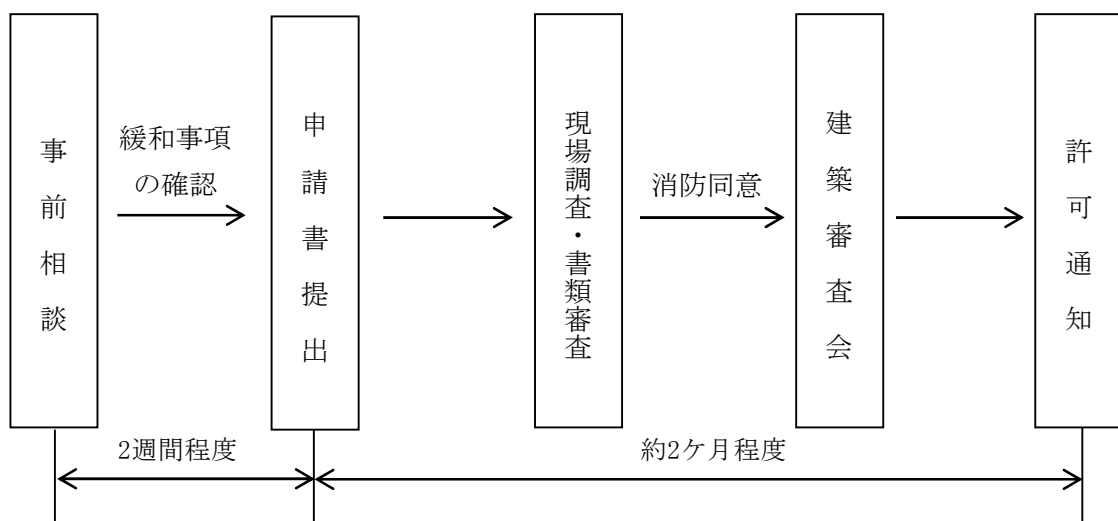 事前相談
緩和事項
の確認
申請書提出
現場調査・書類審査
消防同意
建築審査会
許可通知
2週間程度
約2ケ月程度